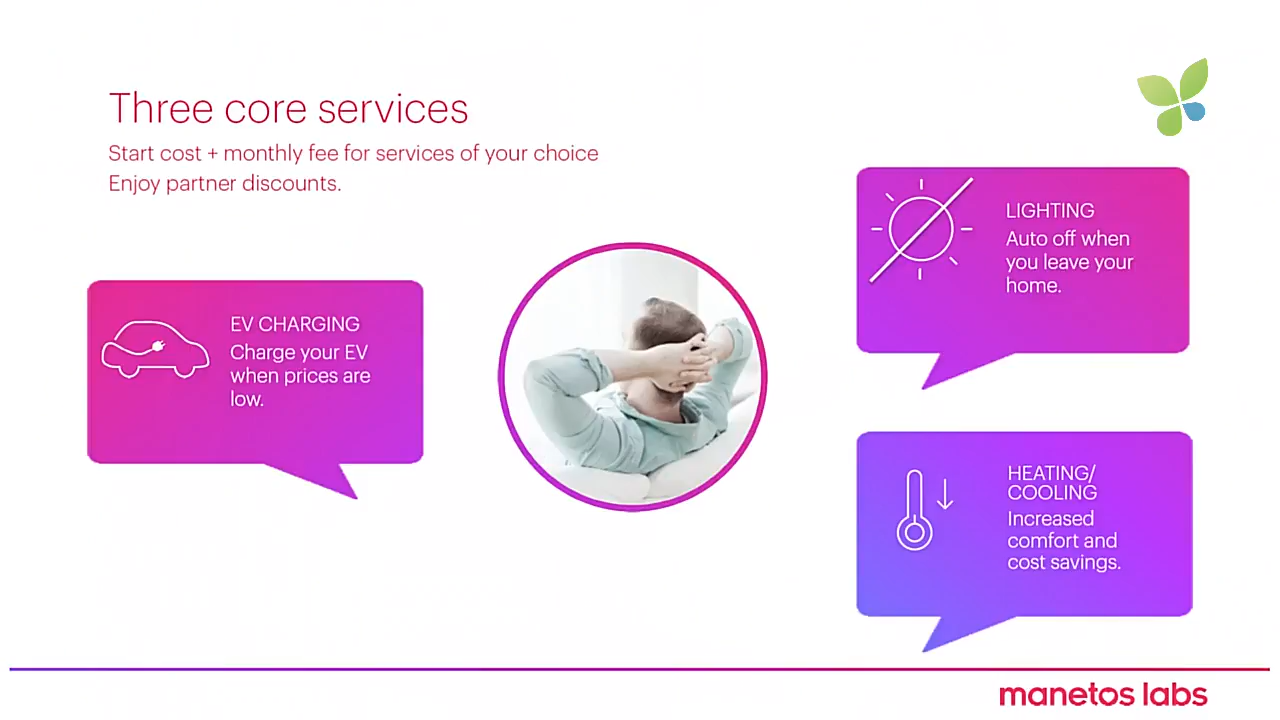 Three core services
Start cost + monthly fee for services of your choice
Enjoy partner discounts.
EV CHARGING
Charge your EV
when prices are
low.
LIGHTING
Auto off when
you leave your
home.
HEATING/
COOLING
Increased
comfort and
cost savings.
manetos labs